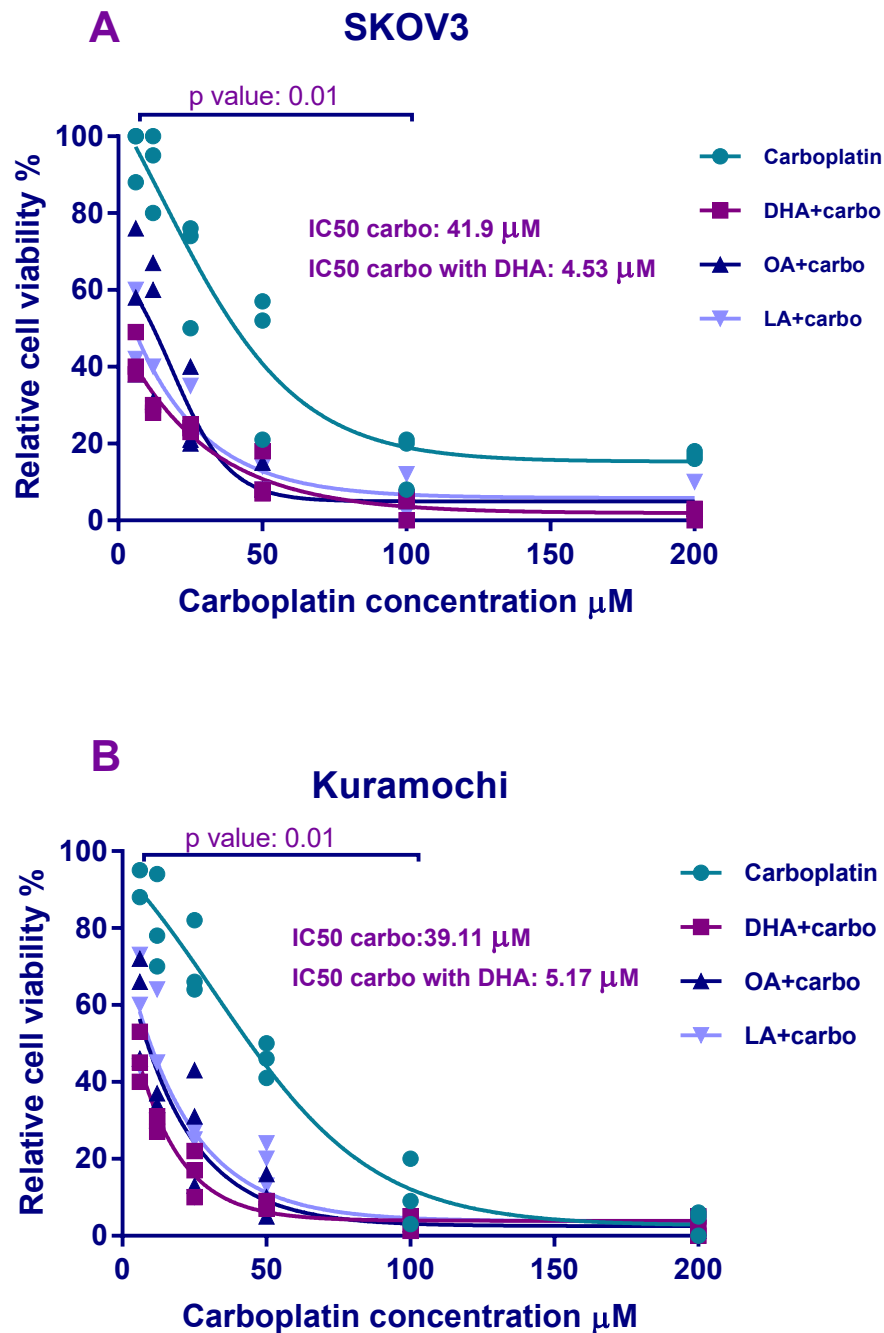 A
SKOV3
p value: 0.01
Relative cell viability %
100
80
60
40
20
0
0 50 100 150 200
Carboplatin concentration μM
IC50 carbo: 41.9 μM
IC50 carbo with DHA: 4.53 μM
Carboplatin
DHA+carbo
OA+carbo
LA+carbo
B
Kuramochi
p value: 0.01
Relative cell viability %
100
80
60
40
20
0
0 50 100 150 200
Carboplatin concentration μM
IC50 carbo:39.11 μM
IC50 carbo with DHA: 5.17 μM
Carboplatin
DHA+carbo
OA+carbo
LA+carbo